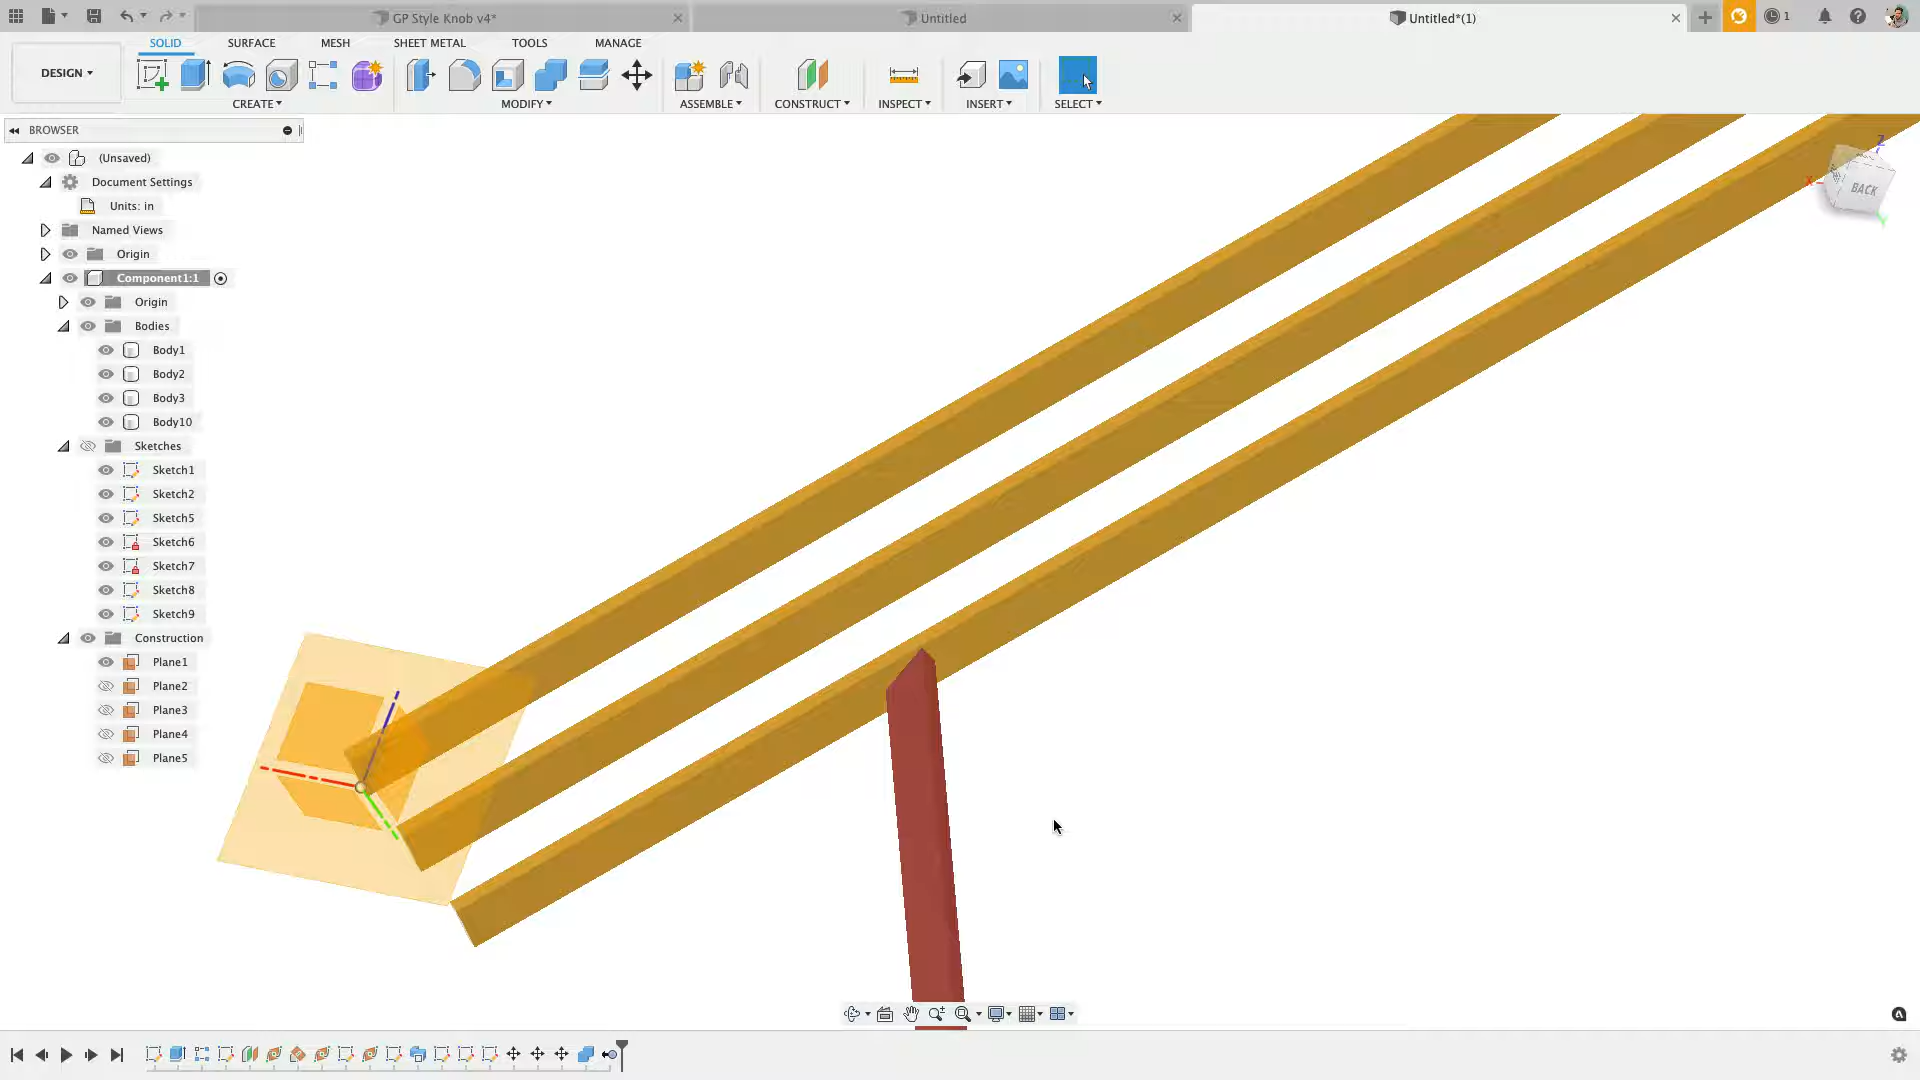 GP Style Knob v4*
Untitled
Untitled*(1)
1
DESIGN
SOLID
SURFACE
MESH
SHEET METAL
TOOLS
MANAGE
CREATE
MODIFY
ASSEMBLE
CONSTRUCT
INSPECT
INSERT
SELECT
BROWSER
(Unsaved)
Document Settings
Units: in
Named Views
Origin
Component1:1
Origin
Bodies
Body1
Body2
Body3
Body10
Sketches
Sketch1
Sketch2
Sketch5
Sketch6
Sketch7
Sketch8
Sketch9
Construction
Plane1
Plane2
Plane3
Plane4
Plane5
Z
X
BACK
Y